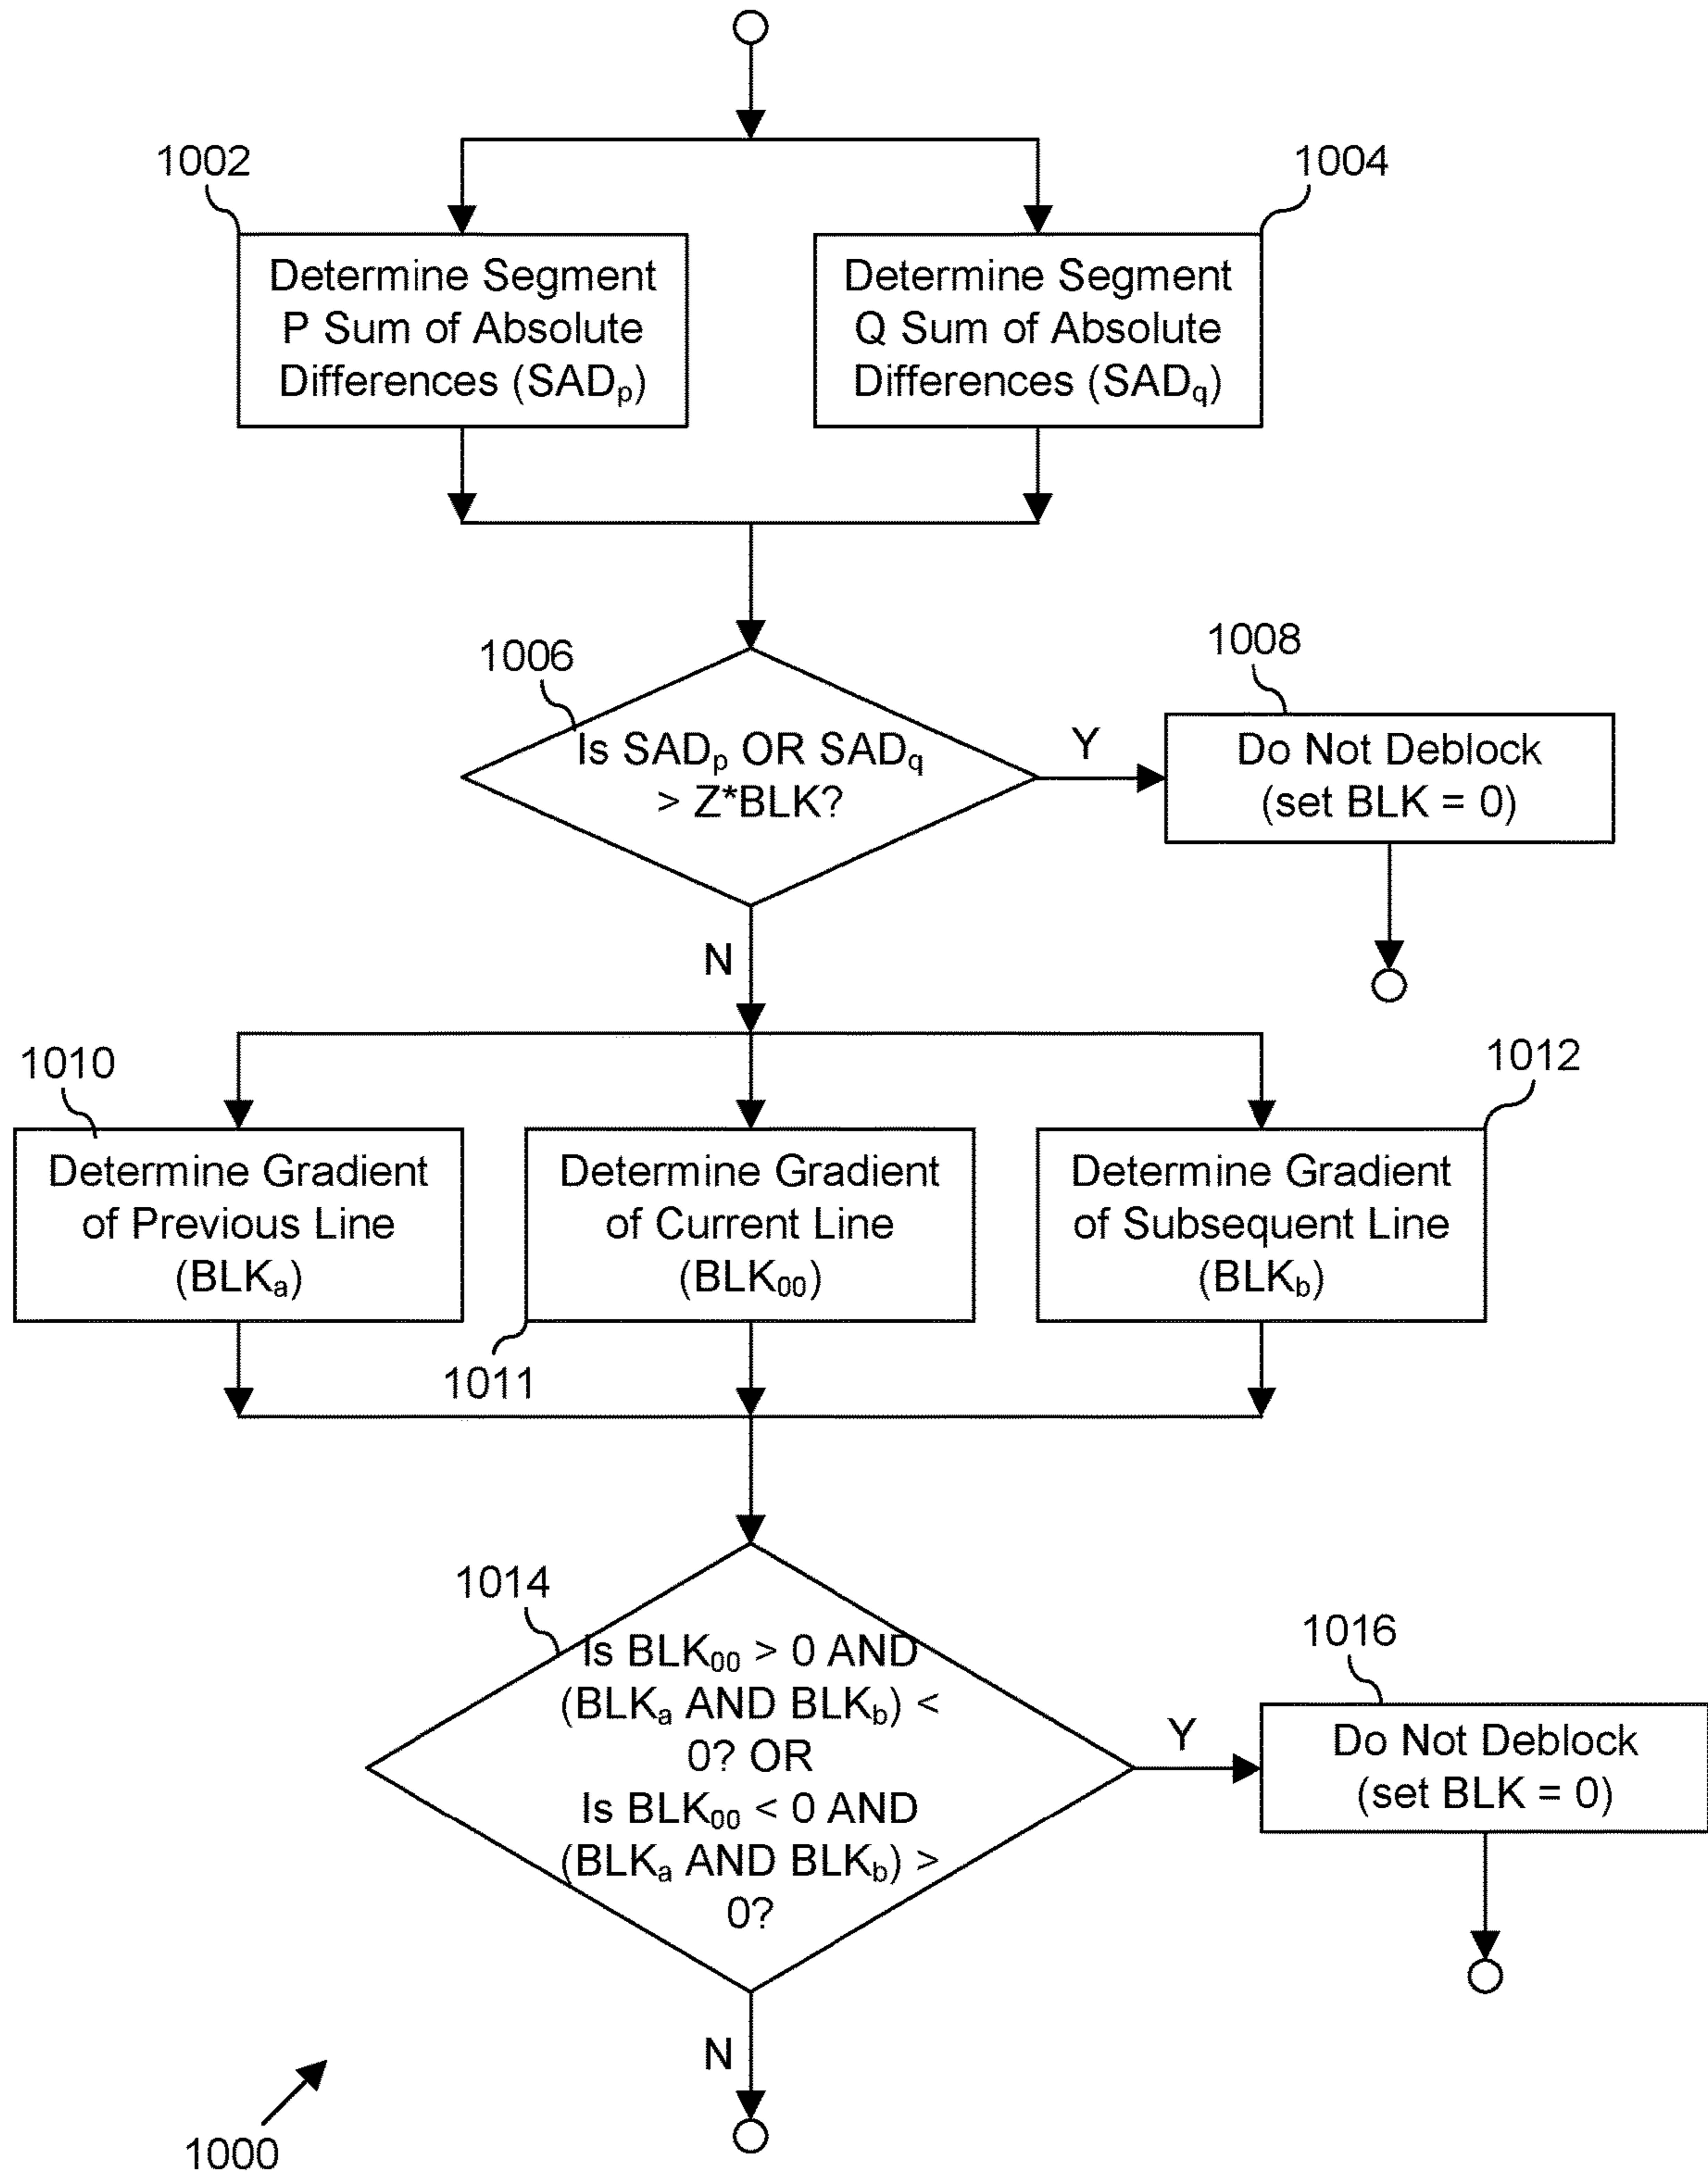 1002
1004
Determine Segment
P Sum of Absolute
Differences (SADp)
Determine Segment
Q Sum of Absolute
Differences (SADq)
1006
Is SADp OR SADq
> Z*BLK?
Y
1008
Do Not Deblock
(set BLK = 0)
N
1010
1012
Determine Gradient
of Previous Line
(BLKa)
Determine Gradient
of Current Line
(BLK00)
Determine Gradient
of Subsequent Line
(BLKb)
1011
1014
Is BLK00 > 0 AND
(BLKa AND BLKb) <
0? OR
Is BLK00 < 0 AND
(BLKa AND BLKb) >
0?
Y
1016
Do Not Deblock
(set BLK = 0)
N
1000